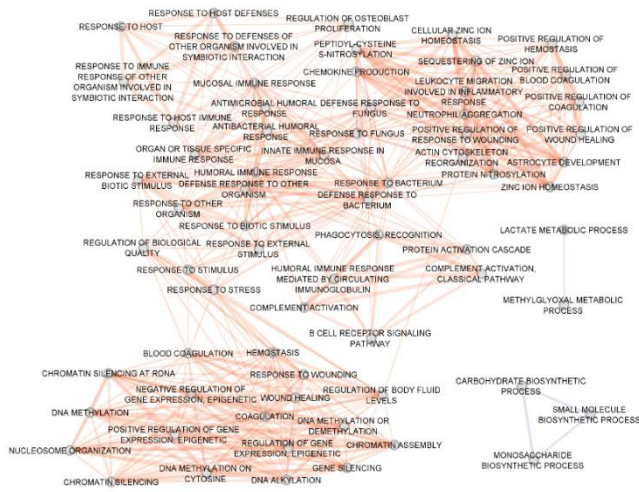 RESPONSE TO HOST DEFENSES
RESPONSE TO HOST
RESPONSE TO DEFENSES
OF OTHER ORGANISM INVOLVED IN
SYMBIOTIC INTERACTION
REGULATION OF OSTEOBLAST
PROLIFERATION
PEPTIDYL-CYSTEINE
S-NITROSYLATION
CELLULAR ZINC ION
HOMEOSTASIS
POSITIVE REGULATION OF
HEMOSTASIS
RESPONSE TO IMMUNE
RESPONSE OF OTHER
ORGANISM INVOLVED IN
SYMBIOTIC INTERACTION
MUCOSAL IMMUNE RESPONSE
CHEMOKINE PRODUCTION
SEQUESTERING OF ZINC ION
POSITIVE REGULATION OF
BLOOD COAGULATION
LEUKOCYTE MIGRATION
INVOLVED IN INFLAMMATORY
RESPONSE
POSITIVE REGULATION OF
COAGULATION
ANTIMICROBIAL HUMORAL
RESPONSE
DEFENSE RESPONSE TO
FUNGUS
NEUTROPHIL AGGREGATION
RESPONSE TO HOST IMMUNE
RESPONSE
ANTIBACTERIAL HUMORAL
RESPONSE
RESPONSE TO FUNGUS
POSITIVE REGULATION OF
RESPONSE TO WOUNDING
POSITIVE REGULATION OF
WOUND HEALING
ORGAN OR TISSUE SPECIFIC
IMMUNE RESPONSE
INNATE IMMUNE RESPONSE IN
MUCOSA
ACTIN CYTOSKELETON
REORGANIZATION
ASTROCYTE DEVELOPMENT
RESPONSE TO EXTERNAL
BIOTIC STIMULUS
HUMORAL IMMUNE RESPONSE
DEFENSE RESPONSE TO OTHER
ORGANISM
RESPONSE TO BACTERIUM
PROTEIN NITROSYLATION
ZINC ION HOMEOSTASIS
DEFENSE RESPONSE TO
BACTERIUM
RESPONSE TO OTHER
ORGANISM
RESPONSE TO BIOTIC STIMULUS
PHAGOCYTOSIS, RECOGNITION
LACTATE METABOLIC PROCESS
REGULATION OF BIOLOGICAL
QUALITY
RESPONSE TO EXTERNAL
STIMULUS
PROTEIN ACTIVATION CASCADE
RESPONSE TO STIMULUS
HUMORAL IMMUNE RESPONSE
MEDIATED BY CIRCULATING
IMMUNOGLOBULIN
COMPLEMENT ACTIVATION,
CLASSICAL PATHWAY
RESPONSE TO STRESS
COMPLEMENT ACTIVATION
METHYLGLYOXAL METABOLIC
PROCESS
B CELL RECEPTOR SIGNALING
PATHWAY
BLOOD COAGULATION
HEMOSTASIS
CHROMATIN SILENCING AT RDNA
RESPONSE TO WOUNDING
NEGATIVE REGULATION OF
GENE EXPRESSION, EPIGENETIC
WOUND HEALING
REGULATION OF BODY FLUID
LEVELS
CARBOHYDRATE BIOSYNTHETIC
PROCESS
DNA METHYLATION
COAGULATION
DNA METHYLATION OR
DEMETHYLATION
SMALL MOLECULE
BIOSYNTHETIC PROCESS
POSITIVE REGULATION OF GENE
EXPRESSION, EPIGENETIC
NUCLEOSOME ORGANIZATION
REGULATION OF GENE
EXPRESSION, EPIGENETIC
CHROMATIN ASSEMBLY
MONOSACCHARIDE
BIOSYNTHETIC PROCESS
DNA METHYLATION ON
CYTOSINE
GENE SILENCING
CHROMATIN SILENCING
DNA ALKYLATION